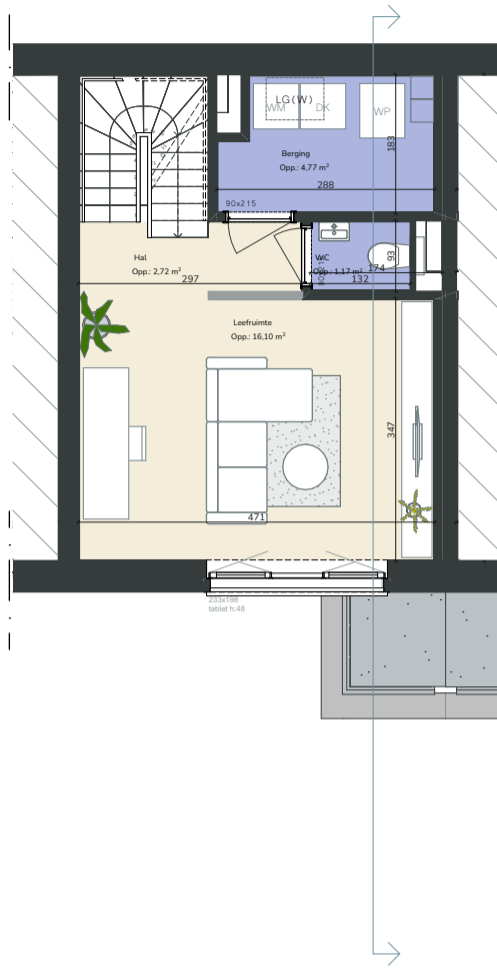 LG(W)
WM
DK
WP
Berging
Opp.: 4,77 m²
183
288
90x215
Hal
Opp.: 2,72 m²
297
WC
Opp.: 1,17 m²
174
132
93
Leefruimte
Opp.: 16,10 m²
347
471
233x198
tablet h:48